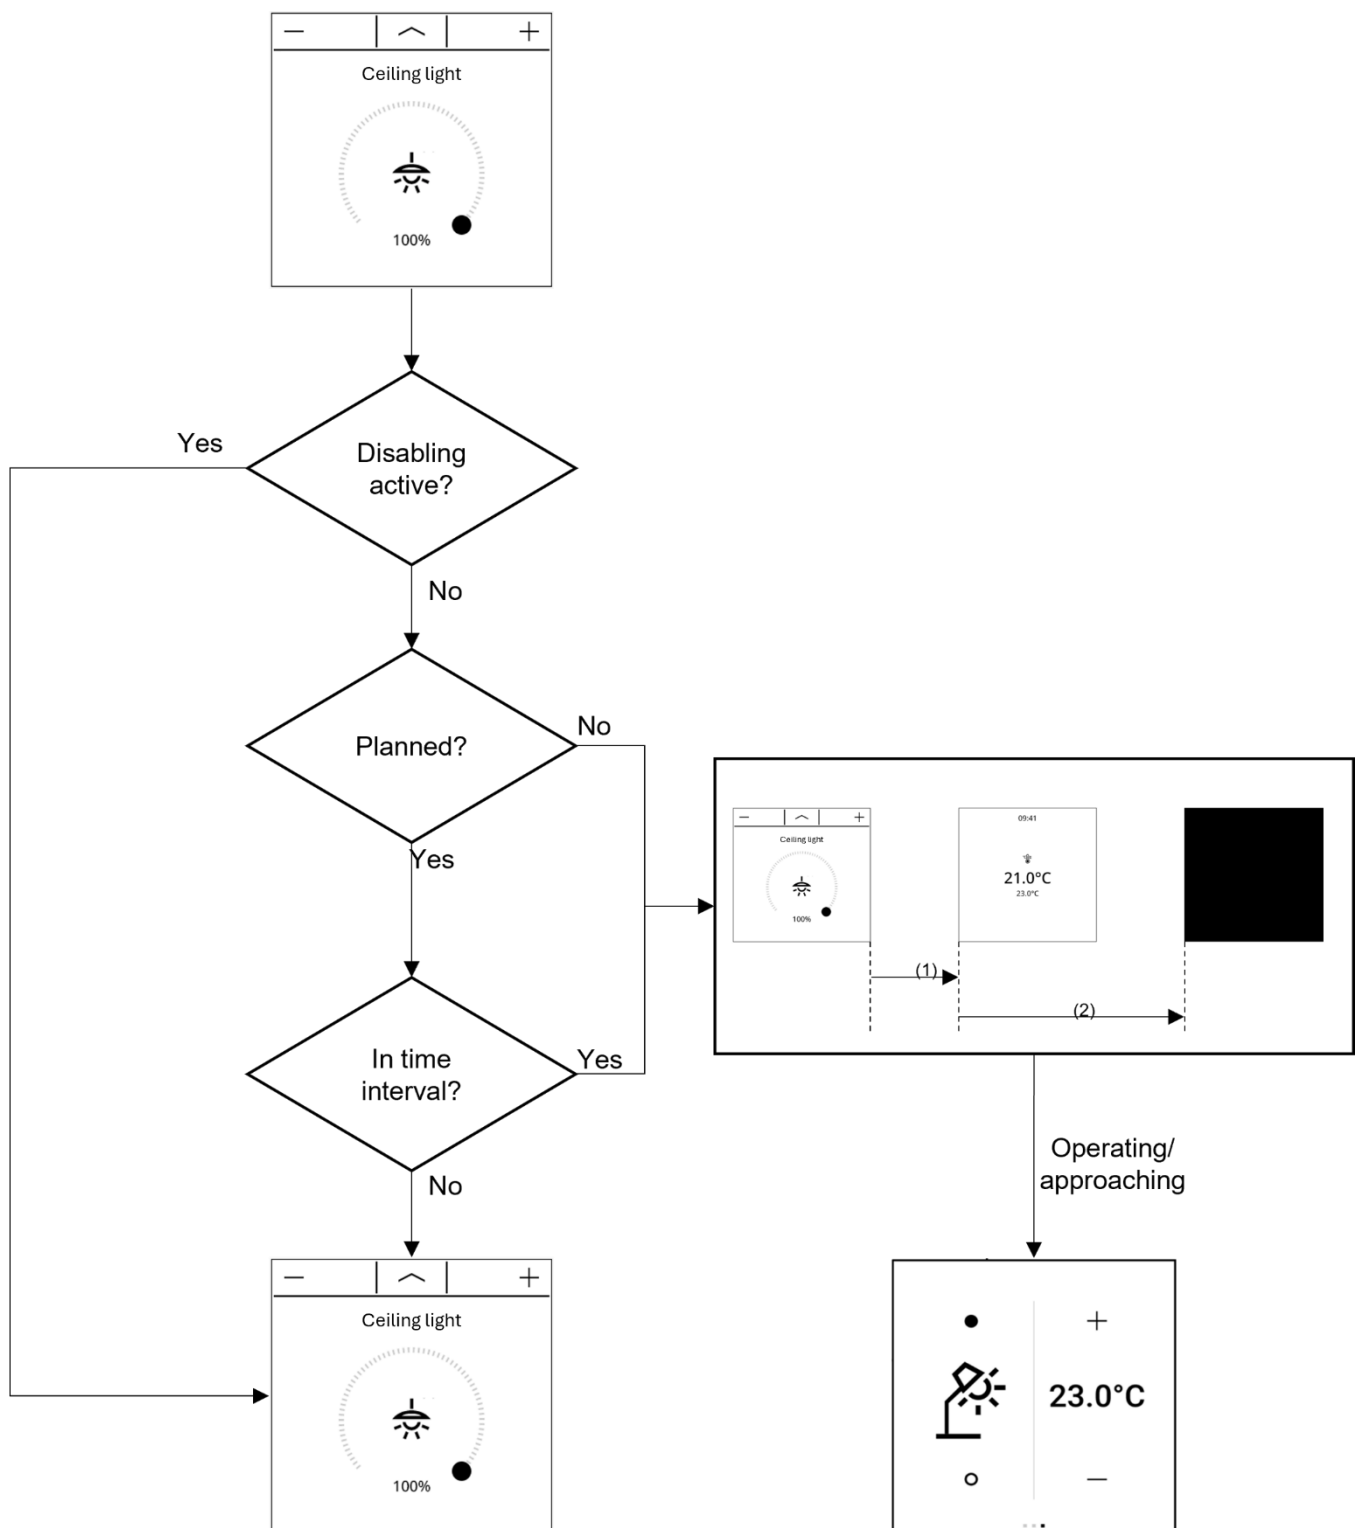 Ceiling light
100%
Disabling
active?
Yes
No
Planned?
No
Yes
In time
interval?
Yes
No
Ceiling light
100%
Ceiling light
100%
09:41
21.0°C
23.0°C
(1)
(2)
Operating/
approaching
+
23.0°C
−